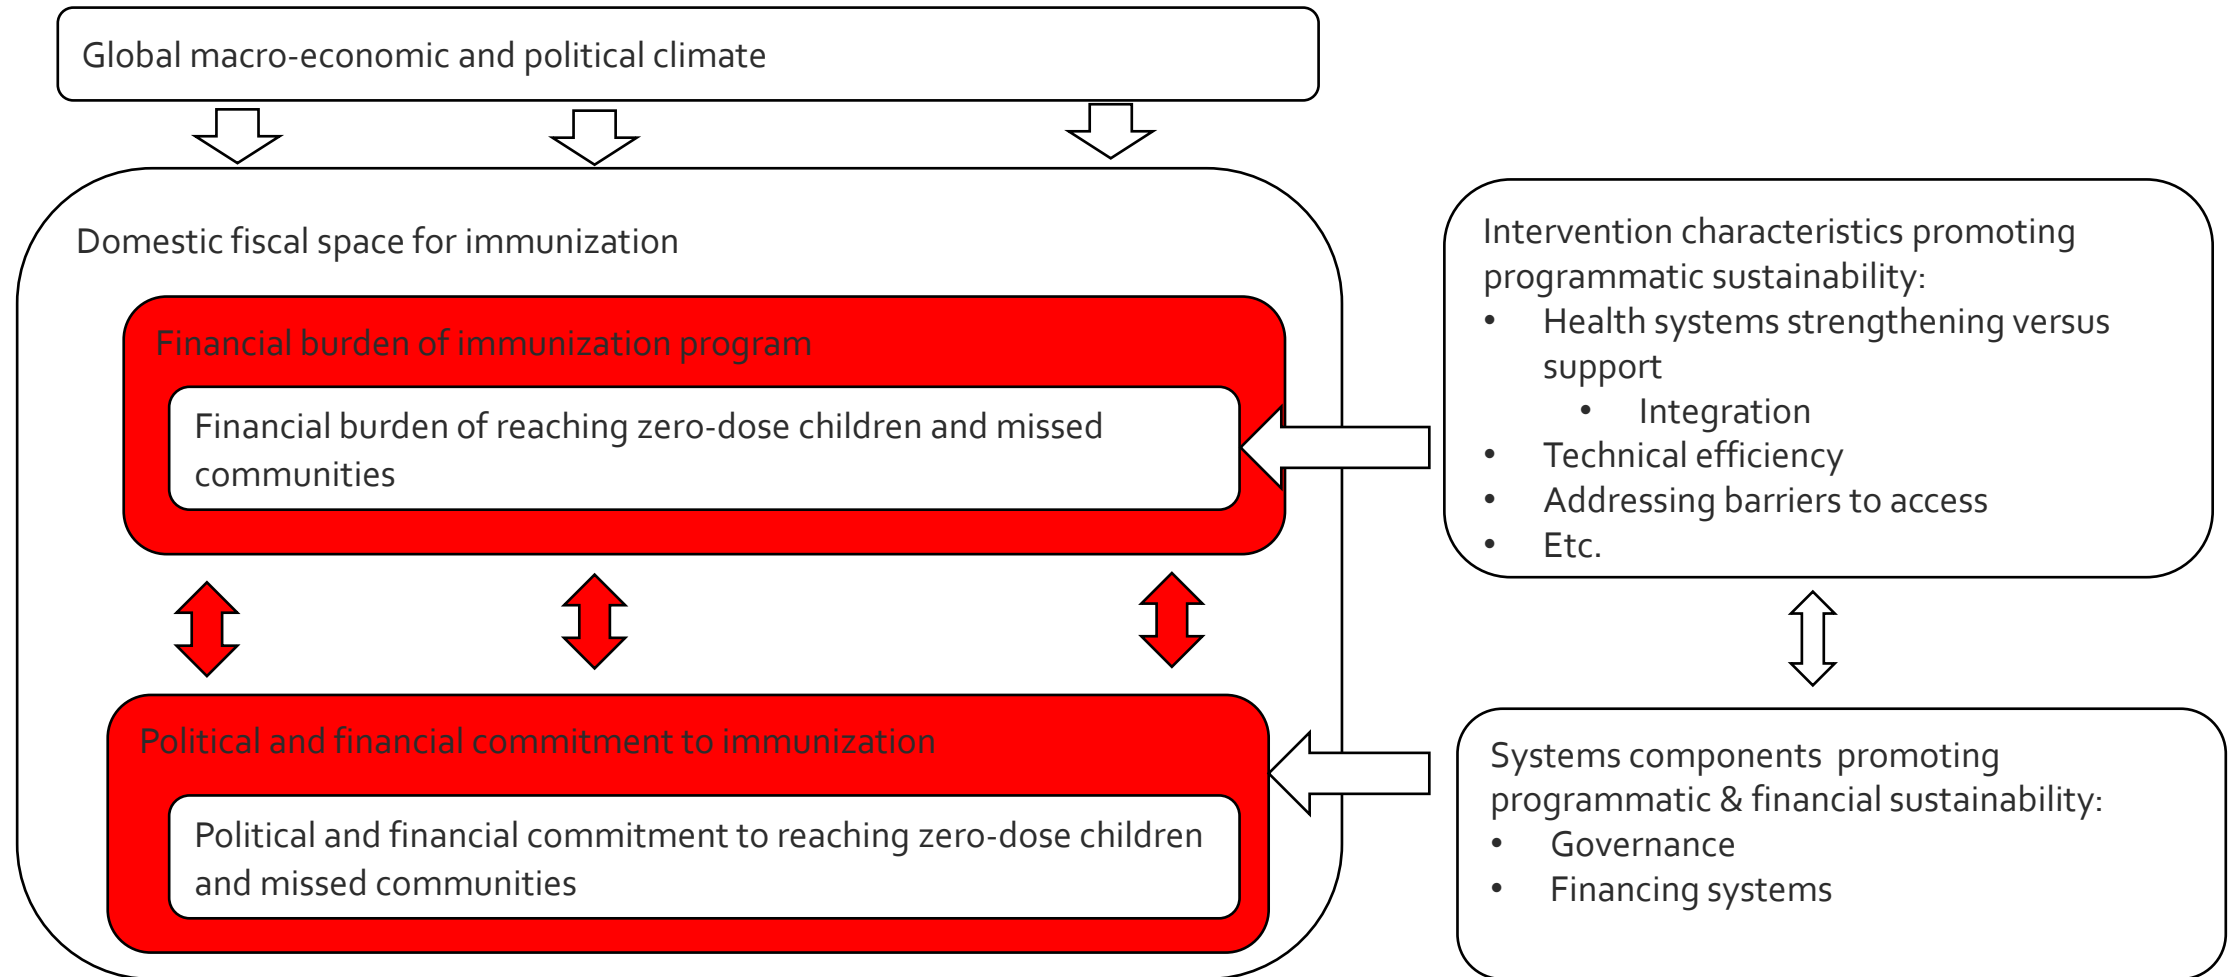 Global macro-economic and political climate
Domestic fiscal space for immunization
Financial burden of immunization program
Financial burden of reaching zero-dose children and missed
communities
Political and financial commitment to immunization
Political and financial commitment to reaching zero-dose children
and missed communities
Intervention characteristics promoting
programmatic sustainability:
• Health systems strengthening versus
support
• Integration
• Technical efficiency
• Addressing barriers to access
• Etc.
Systems components promoting
programmatic & financial sustainability:
• Governance
• Financing systems